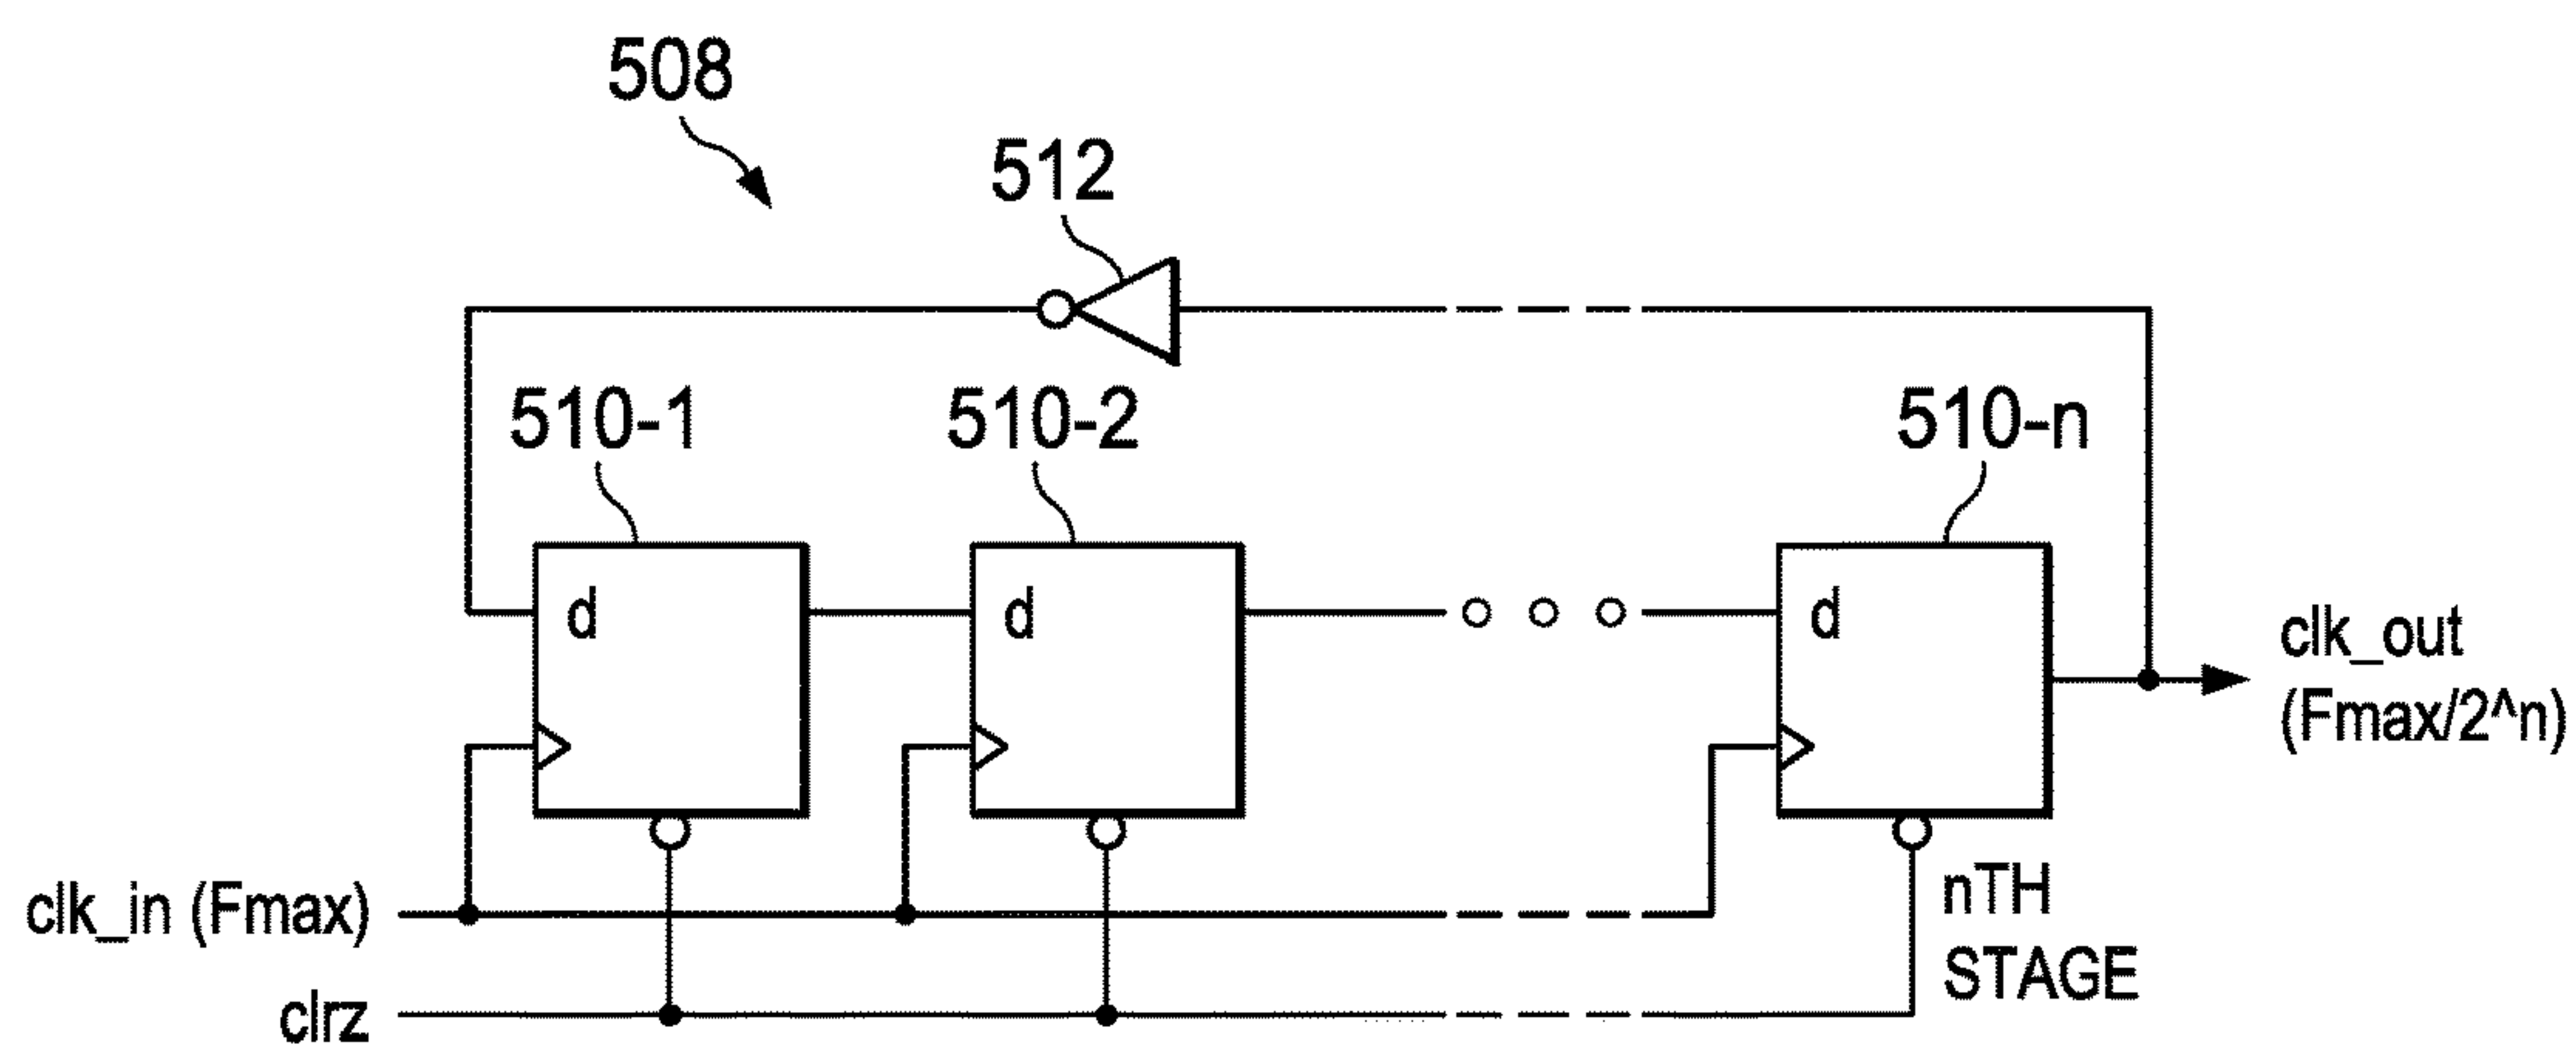 508
512
510-1
510-2
510-n
d
d
d
clk_out
(Fmax/2^n)
clk_in (Fmax)
nTH
STAGE
clrz